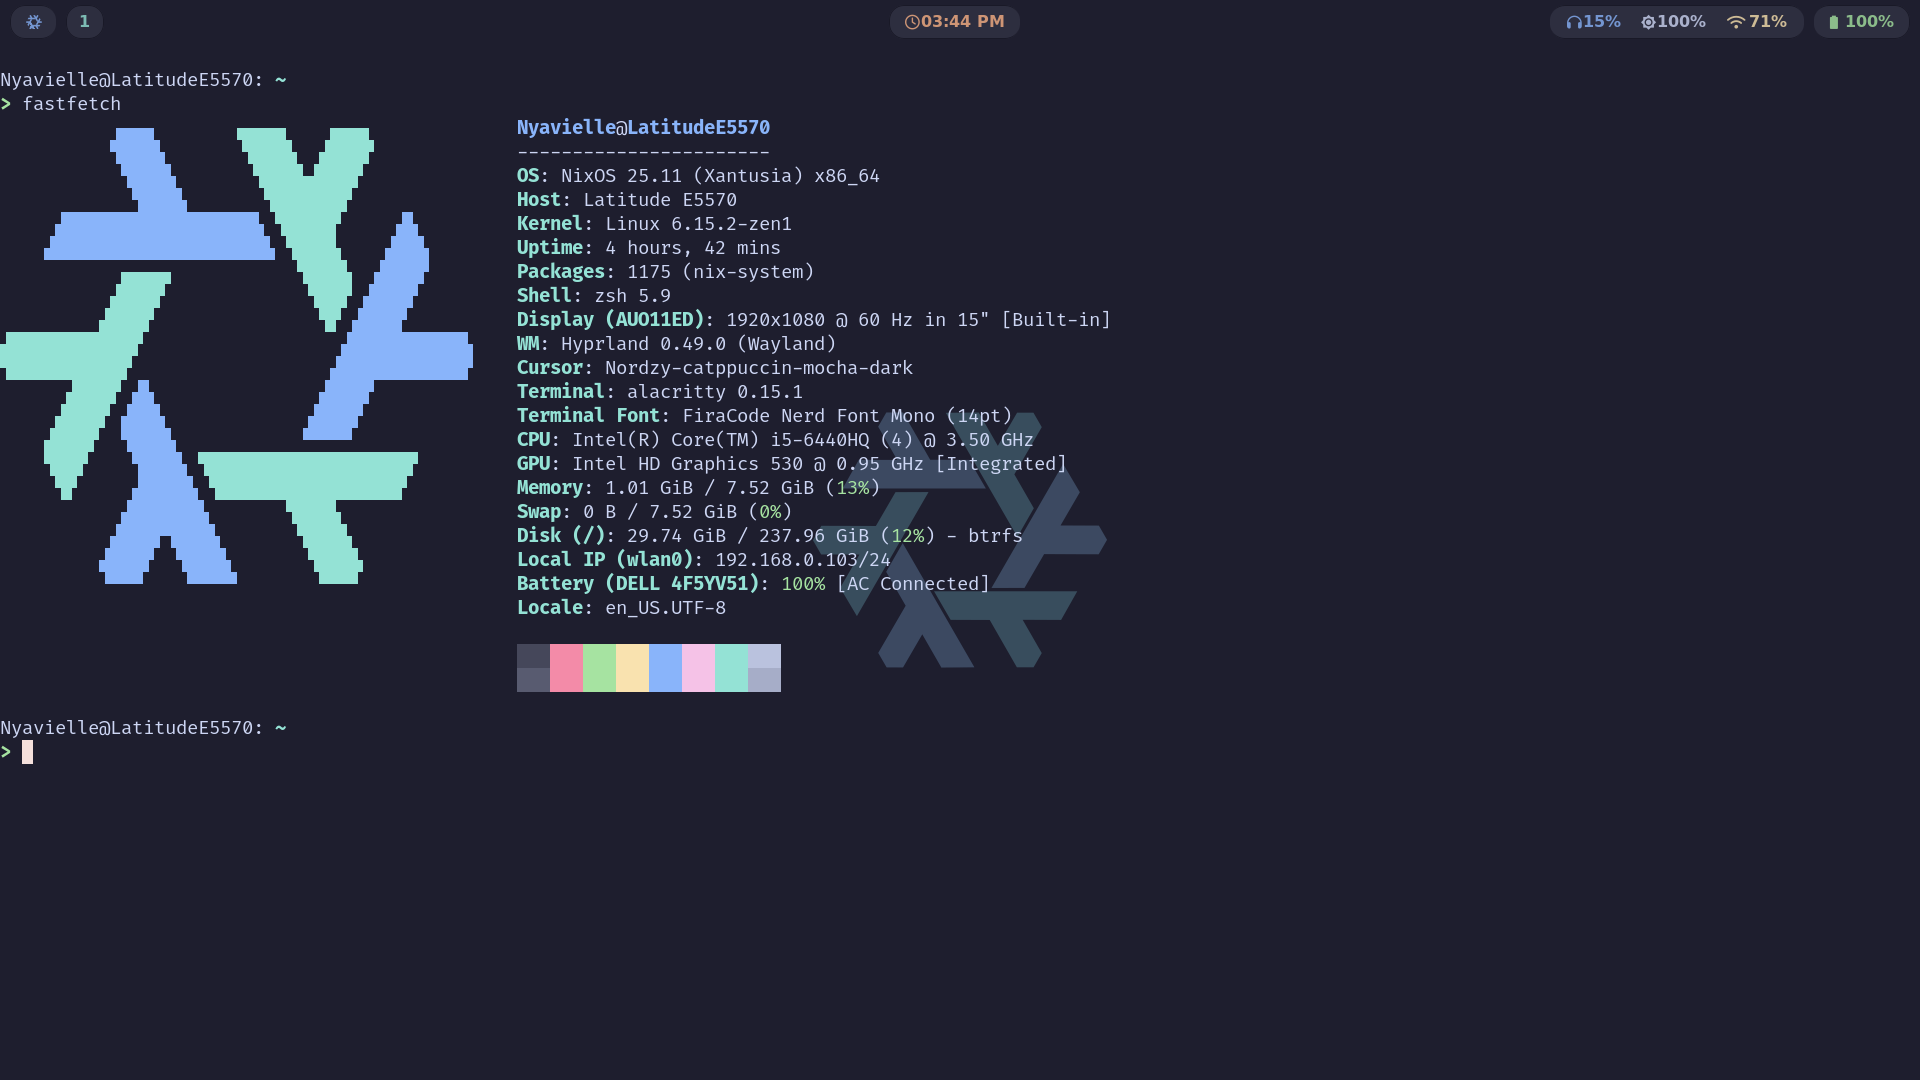 1
03:44 PM
15% 100% 71% 100%
Nyavielle@LatitudeE5570: ~
> fastfetch
Nyavielle@LatitudeE5570
-----------------------
OS: NixOS 25.11 (Xantusia) x86_64
Host: Latitude E5570
Kernel: Linux 6.15.2-zen1
Uptime: 4 hours, 42 mins
Packages: 1175 (nix-system)
Shell: zsh 5.9
Display (AUO11ED): 1920x1080 @ 60 Hz in 15" [Built-in]
WM: Hyprland 0.49.0 (Wayland)
Cursor: Nordzy-catppuccin-mocha-dark
Terminal: alacritty 0.15.1
Terminal Font: FiraCode Nerd Font Mono (14pt)
CPU: Intel(R) Core(TM) i5-6440HQ (4) @ 3.50 GHz
GPU: Intel HD Graphics 530 @ 0.95 GHz [Integrated]
Memory: 1.01 GiB / 7.52 GiB (13%)
Swap: 0 B / 7.52 GiB (0%)
Disk (/): 29.74 GiB / 237.96 GiB (12%) - btrfs
Local IP (wlan0): 192.168.0.103/24
Battery (DELL 4F5YV51): 100% [AC Connected]
Locale: en_US.UTF-8
Nyavielle@LatitudeE5570: ~
>